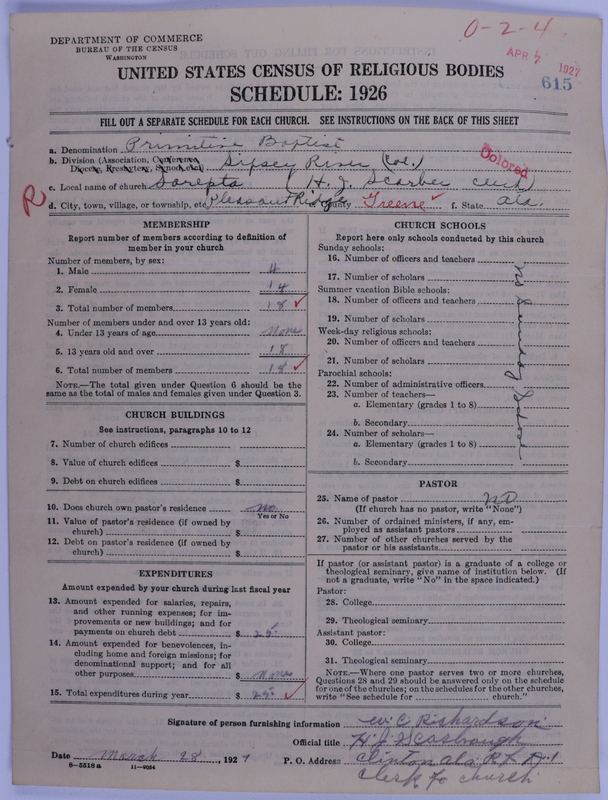 O-2-4.
DEPARTMENT OF COMMERCE
BUREAU OF THE CENSUS
WASHINGTON
APR 1927
615
UNITED STATES CENSUS OF RELIGIOUS BODIES
SCHEDULE: 1926
FILL OUT A SEPARATE SCHEDULE FOR EACH CHURCH. SEE INSTRUCTIONS ON THE BACK OF THIS SHEET
a. Denomination Primitive Baptist
b. Division (Association, Conference, Diocese, Presbytery, Synod, etc.) Sipsey River (Col.)
Colored
c. Local name of church Sarepta (H. J. Scarber clerk)
R
d. City, town, village, or township, etc. Pleasant Ridge County Greene f. State Ala.
MEMBERSHIP
Report number of members according to definition of
member in your church
Number of members, by sex:
1. Male 4
2. Female 14
3. Total number of members 18
Number of members under and over 13 years old:
4. Under 13 years of age None
5. 13 years old and over 18
6. Total number of members 18
NOTE.—The total given under Question 6 should be the
same as the total of males and females given under Question 3.
CHURCH BUILDINGS
See instructions, paragraphs 10 to 12
7. Number of church edifices
8. Value of church edifices $
9. Debt on church edifices $
10. Does church own pastor's residence No
Yes or No
11. Value of pastor's residence (if owned by
church) $
12. Debt on pastor's residence (if owned by
church) $
EXPENDITURES
Amount expended by your church during last fiscal year
13. Amount expended for salaries, repairs,
and other running expenses; for im-
provements or new buildings; and for
payments on church debt $ 25.
14. Amount expended for benevolences, in-
cluding home and foreign missions; for
denominational support; and for all
other purposes $ None
15. Total expenditures during year $ 25.
CHURCH SCHOOLS
Report here only schools conducted by this church
Sunday schools:
16. Number of officers and teachers
17. Number of scholars
Summer vacation Bible schools:
18. Number of officers and teachers
19. Number of scholars
Week-day religious schools:
20. Number of officers and teachers
21. Number of scholars
Parochial schools:
22. Number of administrative officers
23. Number of teachers—
a. Elementary (grades 1 to 8)
b. Secondary
24. Number of scholars—
a. Elementary (grades 1 to 8)
b. Secondary
No Sunday School
PASTOR
25. Name of pastor No
(If church has no pastor, write "None")
26. Number of ordained ministers, if any, em-
ployed as assistant pastors
27. Number of other churches served by the
pastor or his assistants
If pastor (or assistant pastor) is a graduate of a college or
theological seminary, give name of institution below. (If
not a graduate, write "No" in the space indicated.)
Pastor:
28. College
29. Theological seminary
Assistant pastor:
30. College
31. Theological seminary
NOTE.—Where one pastor serves two or more churches,
Questions 28 and 29 should be answered only on the schedule
for one of the churches; on the schedules for the other churches,
write "See schedule for church."
Signature of person furnishing information W. C. Richardson
Official title H. J. Scarbough
Date March 28, 1927 P. O. Address Clinton Ala, R.F.D. 1
Clerk fo church
8-5518a 11-9064